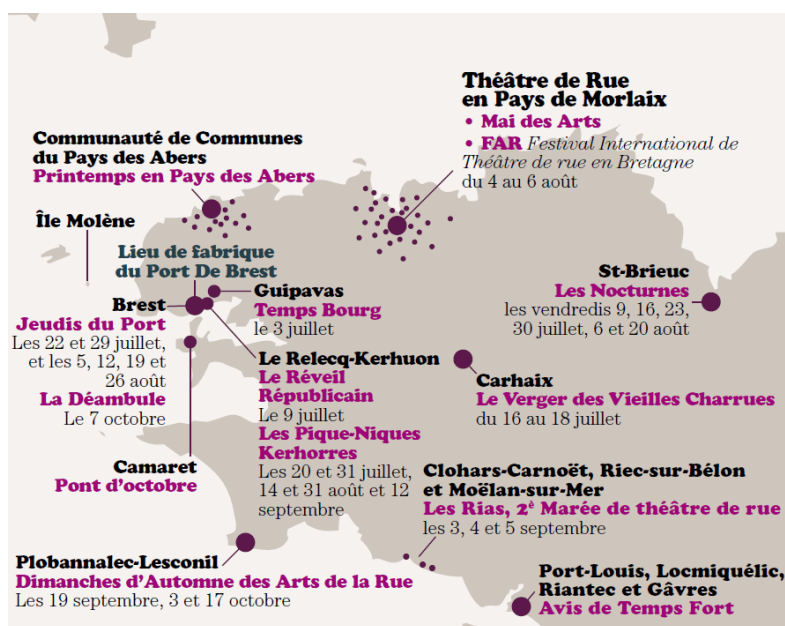 Théâtre de Rue
en Pays de Morlaix
• Mai des Arts
• FAR Festival International de
Théâtre de rue en Bretagne
du 4 au 6 août
Communauté de Communes
du Pays des Abers
Printemps en Pays des Abers
Île Molène
Lieu de fabrique
du Port De Brest
Brest
Jeudis du Port
Les 22 et 29 juillet,
et les 5, 12, 19 et
26 août
La Déambule
Le 7 octobre
Guipavas
Temps Bourg
le 3 juillet
St-Brieuc
Les Nocturnes
les vendredis 9, 16, 23,
30 juillet, 6 et 20 août
Le Relecq-Kerhuon
Le Réveil
Républicain
Le 9 juillet
Les Pique-Niques
Kerhorres
Les 20 et 31 juillet,
14 et 31 août et 12
septembre
Carhaix
Le Verger des Vieilles Charrues
du 16 au 18 juillet
Camaret
Pont d'octobre
Clohars-Carnoët, Riec-sur-Bélon
et Moëlan-sur-Mer
Les Rias, 2è Marée de théâtre de rue
les 3, 4 et 5 septembre
Plobannalec-Lesconil
Dimanches d'Automne des Arts de la Rue
Les 19 septembre, 3 et 17 octobre
Port-Louis, Locmiquélic,
Riantec et Gâvres
Avis de Temps Fort